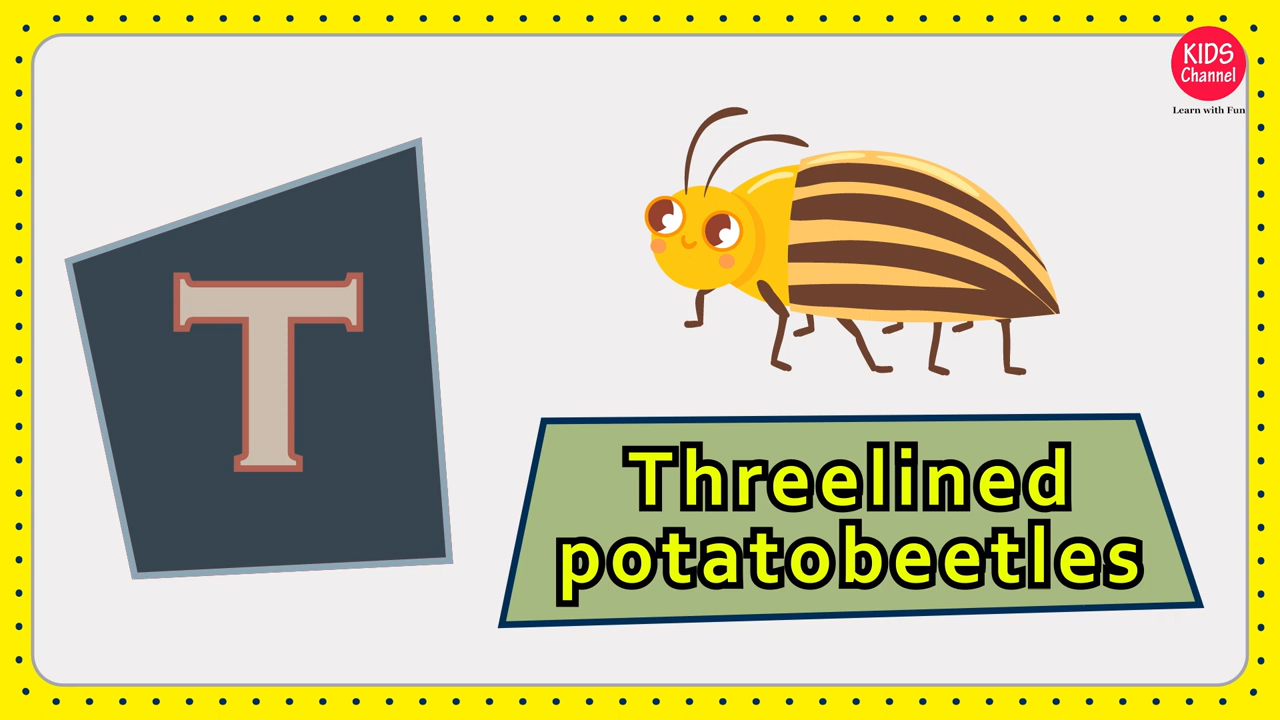 KIDS
Channel
Learn with Fun
T
Threelined
potatobeetles